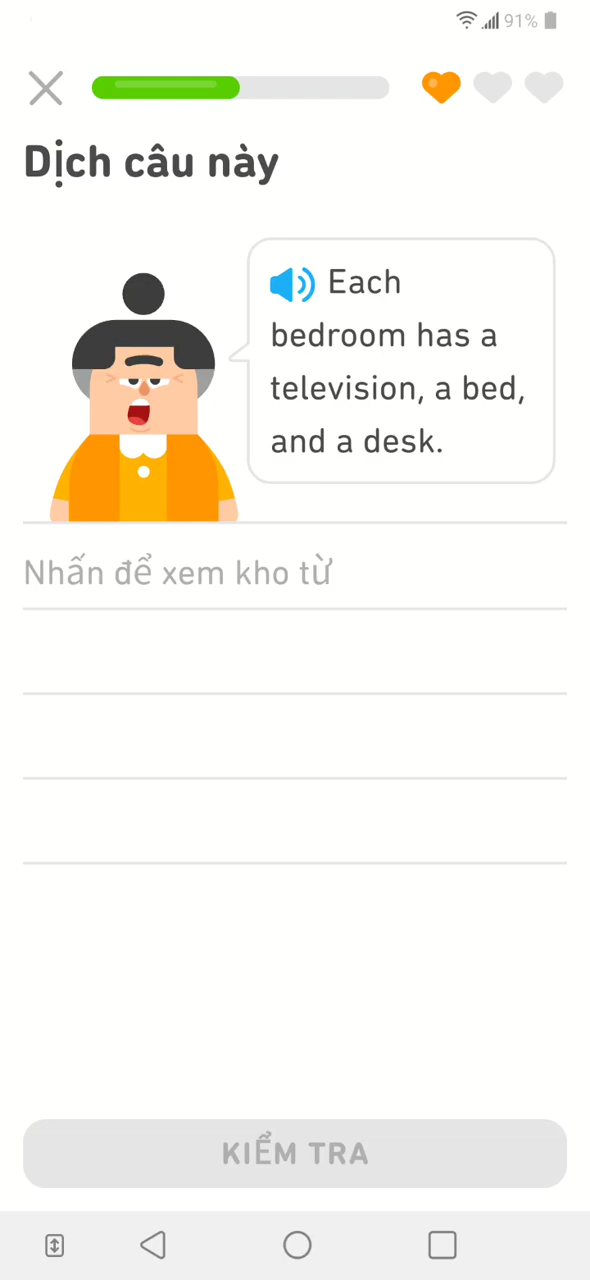 91%
Dịch câu này
Each
bedroom has a
television, a bed,
and a desk.
Nhấn để xem kho từ
KIỂM TRA